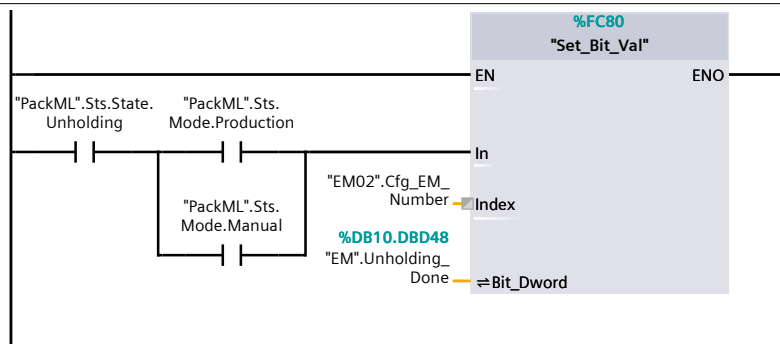 %FC80
"Set_Bit_Val"
EN
ENO
"PackML".Sts.State.
Unholding
"PackML".Sts.
Mode.Production
In
"EM02".Cfg_EM_
Number
Index
"PackML".Sts.
Mode.Manual
%DB10.DBD48
"EM".Unholding_
Done
⇌Bit_Dword